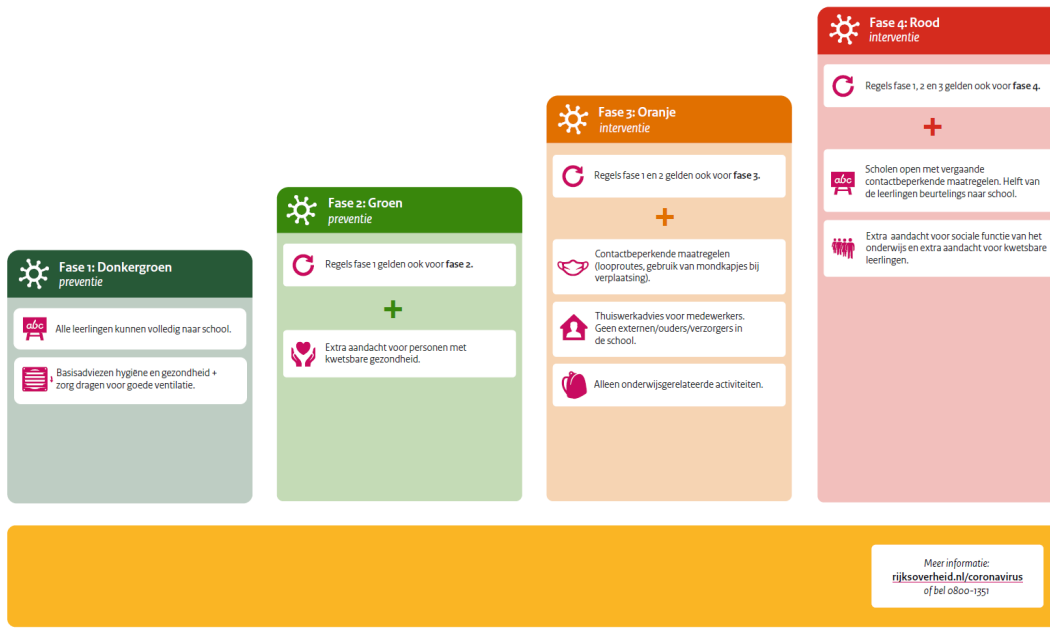 Fase 4: Rood
interventie
Regels fase 1, 2 en 3 gelden ook voor fase 4.
+
abc
Scholen open met vergaande
contactbeperkende maatregelen. Helft van
de leerlingen beurtelings naar school.
Extra aandacht voor sociale functie van het
onderwijs en extra aandacht voor kwetsbare
leerlingen.
Fase 3: Oranje
interventie
Regels fase 1 en 2 gelden ook voor fase 3.
+
Contactbeperkende maatregelen
(looproutes, gebruik van mondkapjes bij
verplaatsing).
Thuiswerkadvies voor medewerkers.
Geen externen/ouders/verzorgers in
de school.
Alleen onderwijsgerelateerde activiteiten.
Fase 2: Groen
preventie
Regels fase 1 gelden ook voor fase 2.
+
Extra aandacht voor personen met
kwetsbare gezondheid.
Fase 1: Donkergroen
preventie
abc
Alle leerlingen kunnen volledig naar school.
Basisadviezen hygiëne en gezondheid +
zorg dragen voor goede ventilatie.
Meer informatie:
rijksoverheid.nl/coronavirus
of bel 0800-1351